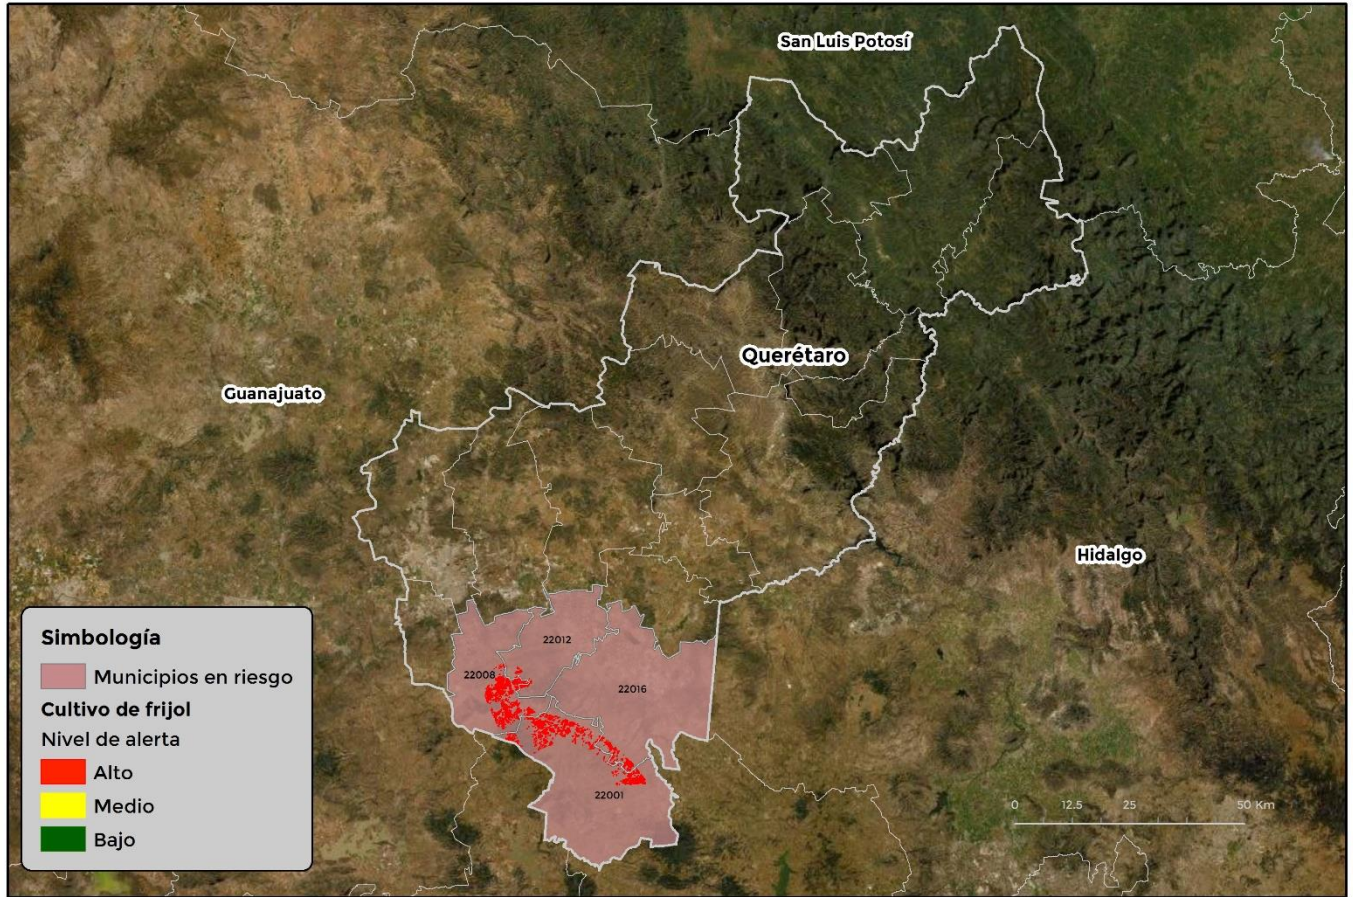 San Luis Potosí
Querétaro
Guanajuato
Hidalgo
22012
22008
22016
22001
Simbología
Municipios en riesgo
Cultivo de frijol
Nivel de alerta
Alto
Medio
Bajo
0 12.5 25 50 Km